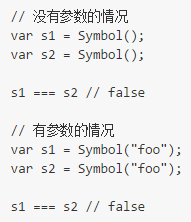 // 没有参数的情况
var s1 = Symbol();
var s2 = Symbol();
s1 === s2 // false
// 有参数的情况
var s1 = Symbol("foo");
var s2 = Symbol("foo");
s1 === s2 // false